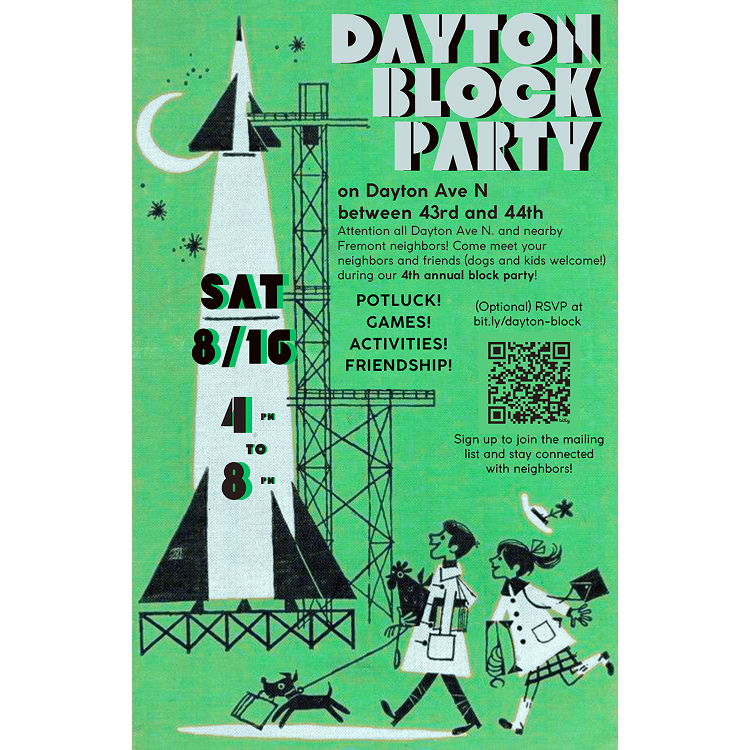 DAYTON
BLOCK
PARTY
on Dayton Ave N
between 43rd and 44th
Attention all Dayton Ave N. and nearby
Fremont neighbors! Come meet your
neighbors and friends (dogs and kids welcome!)
during our 4th annual block party!
SAT
8/16
4 PM
TO
8 PM
POTLUCK!
GAMES!
ACTIVITIES!
FRIENDSHIP!
(Optional) RSVP at
bit.ly/dayton-block
bitly
Sign up to join the mailing
list and stay connected
with neighbors!